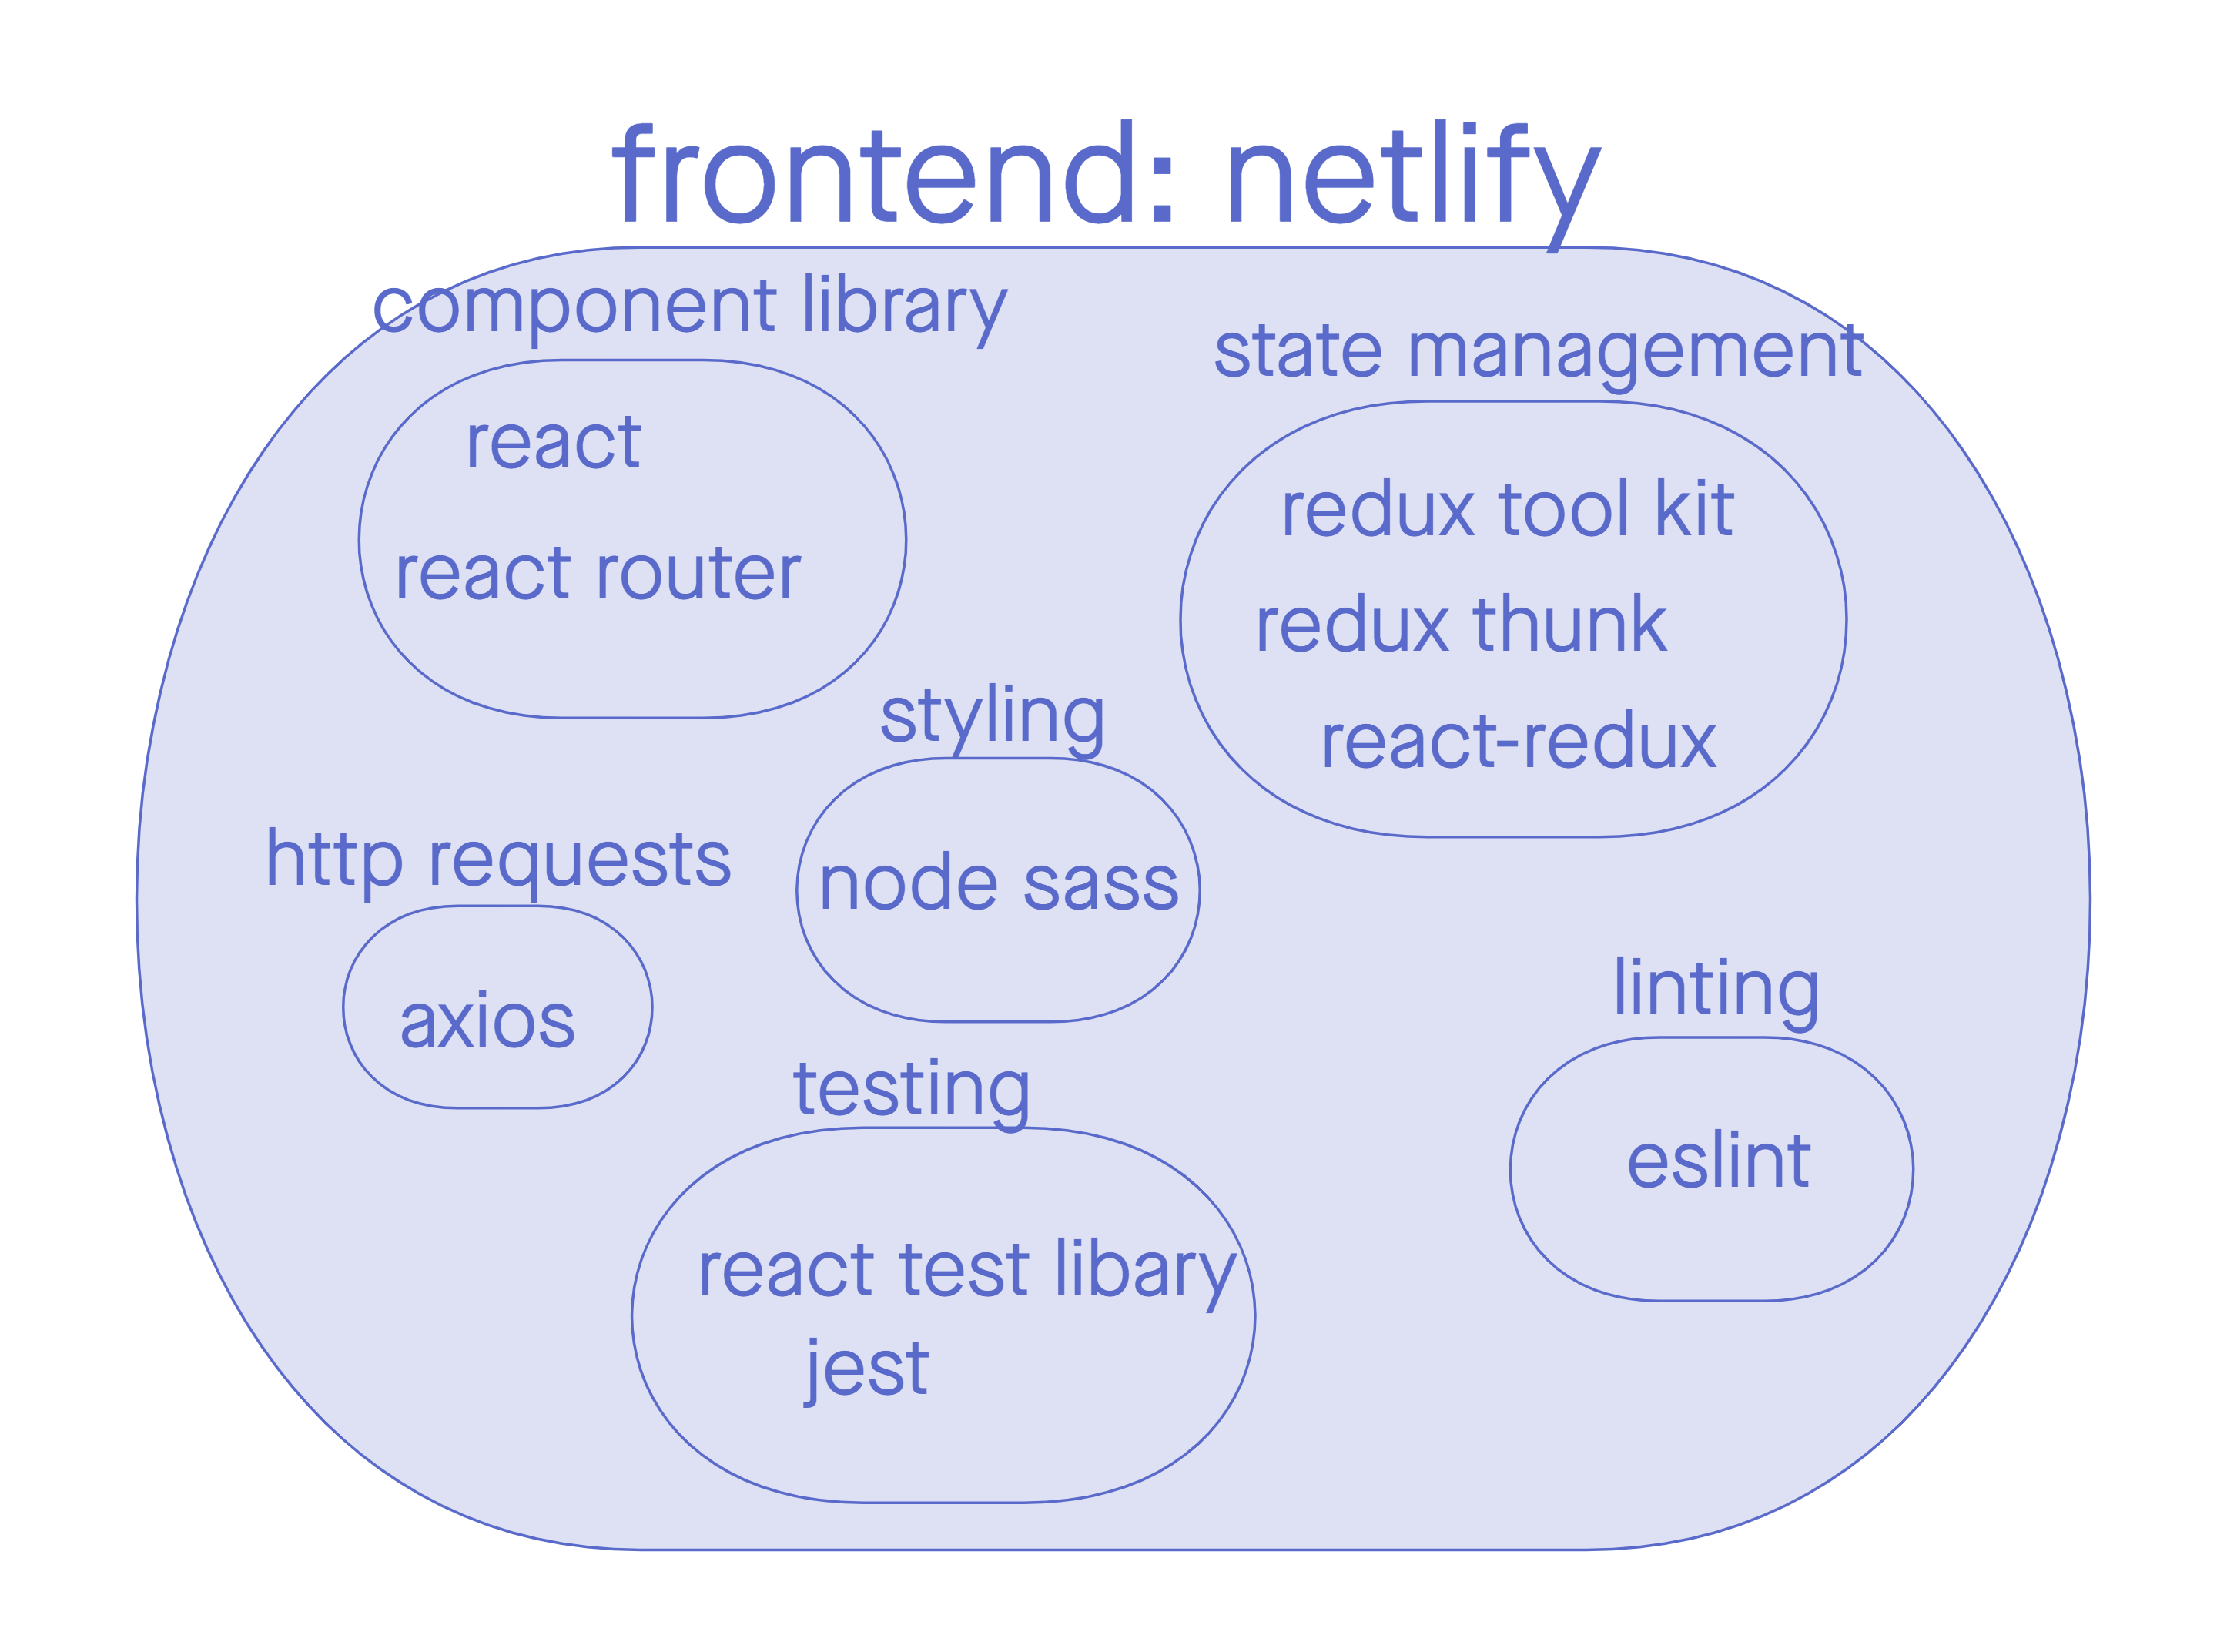 frontend: netlify
component library
react
react router
state management
redux tool kit
redux thunk
react-redux
styling
node sass
http requests
axios
linting
eslint
testing
react test libary
jest